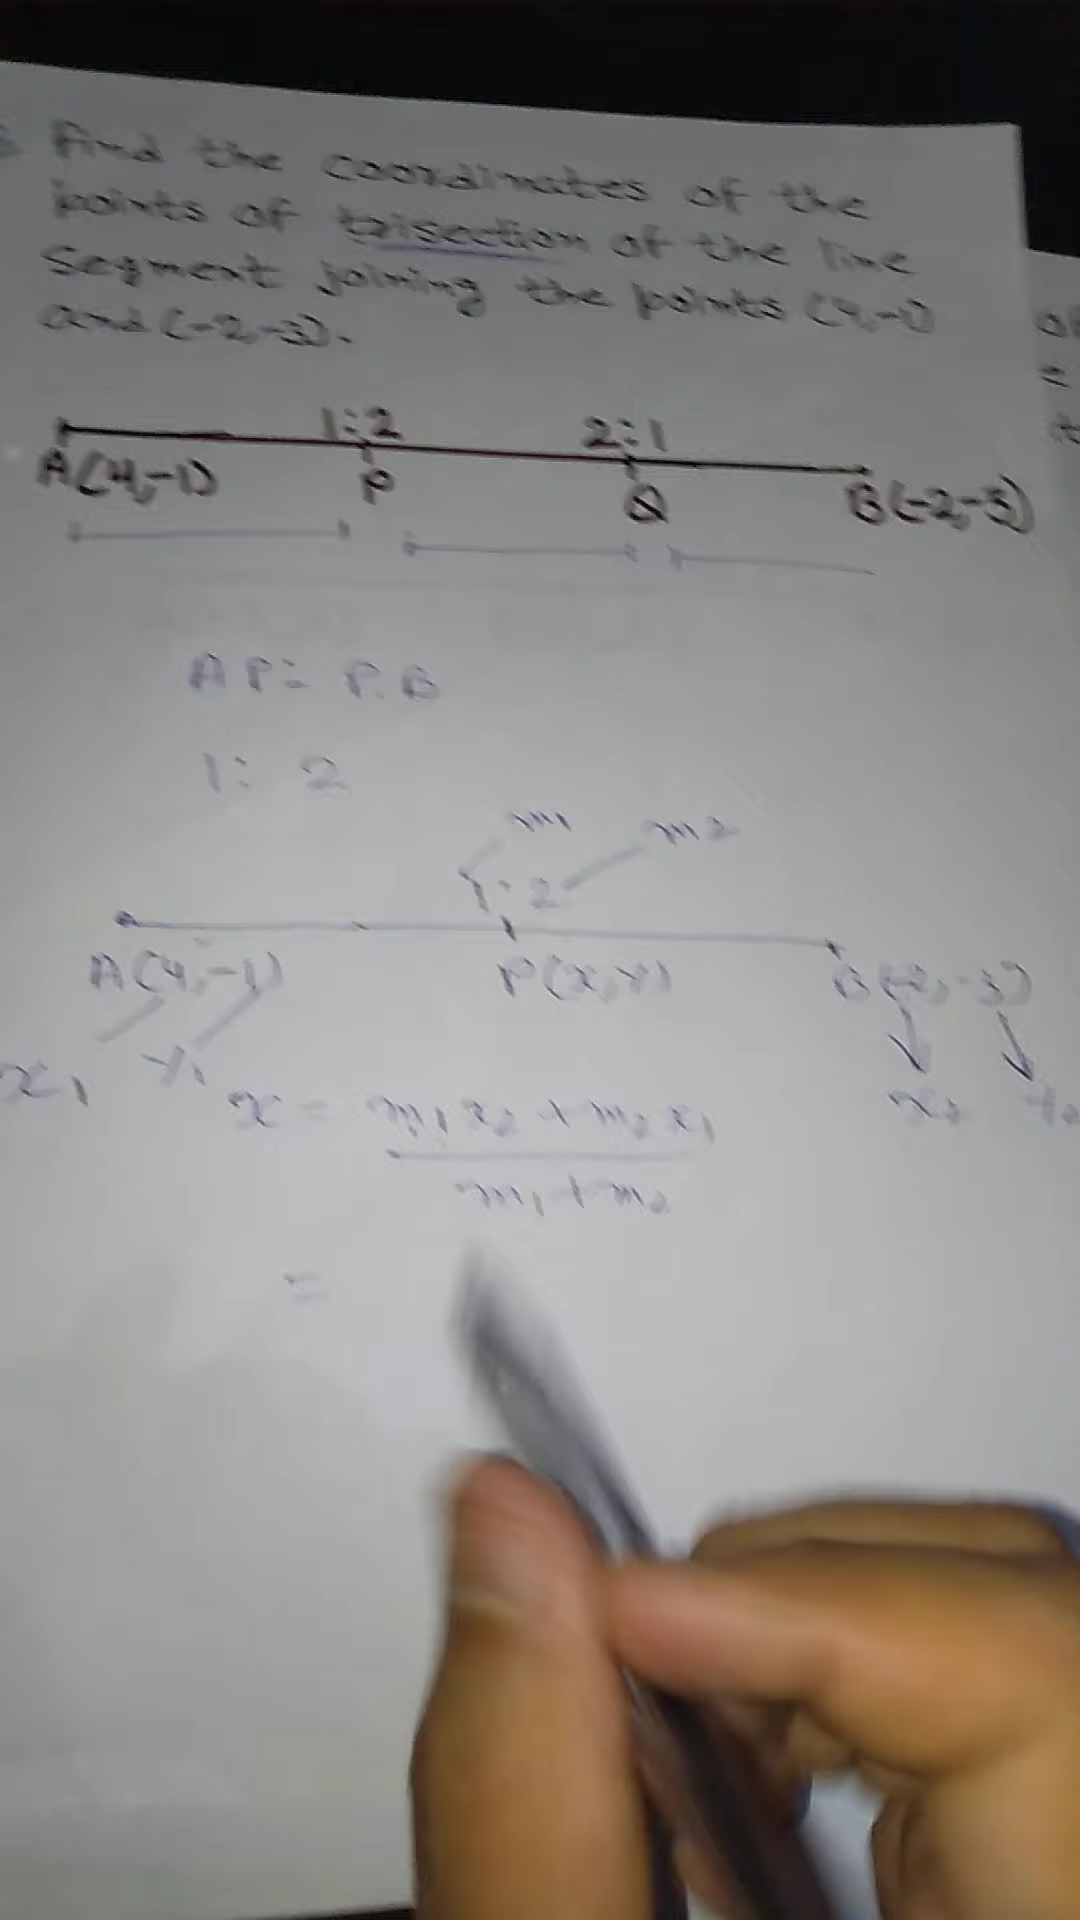 Find the coordinates of the
points of trisection of the line
segment joining the points (4,-1)
and (-2,-3).
1:2 2:1
A(4,-1) P Q B(-2,-3)
AP= P.B
1: 2
m1 m2
1:2
A(4,-1) P(x,y) B(-2,-3)
x1 y1 x2
x = m1x2+m2x1
m1+m2
=